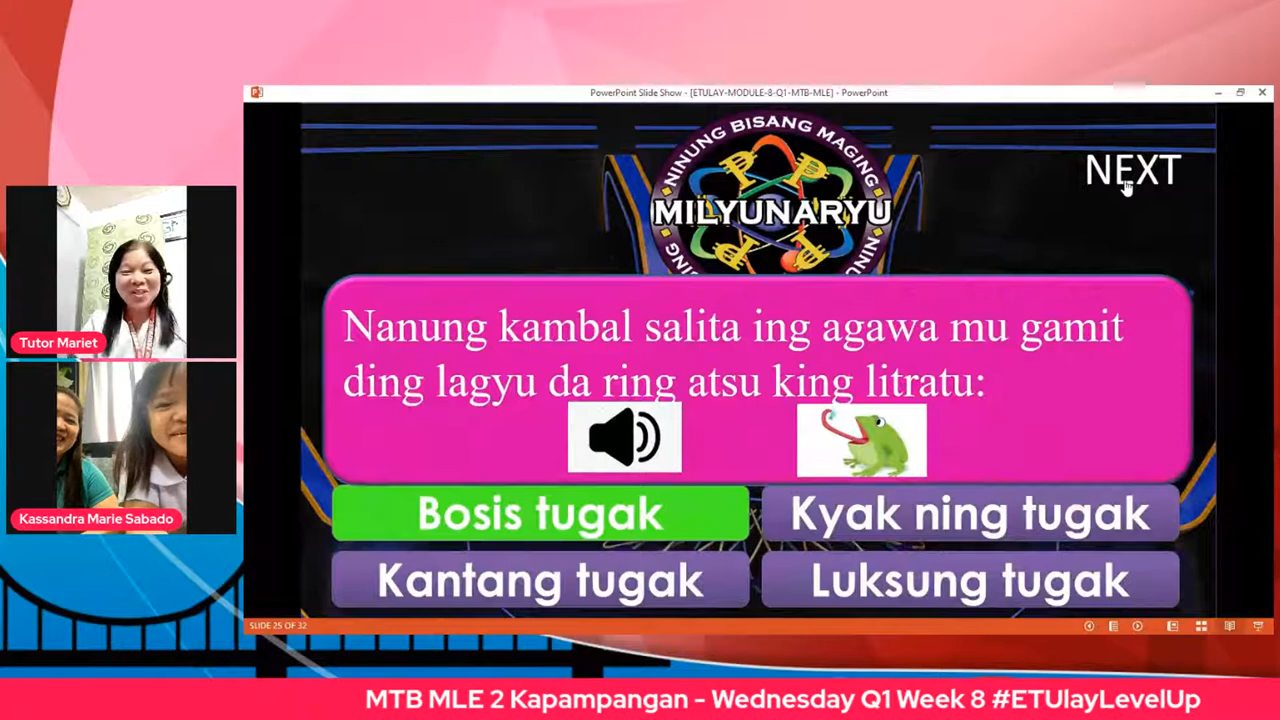 PowerPoint Slide Show - [ETULAY-MODULE-8-Q1-MTB-MLE] - PowerPoint
NINUNG BISANG MAGING
MILYUNARYU
NEXT
Nanung kambal salita ing agawa mu gamit
ding lagyu da ring atsu king litratu:
Bosis tugak
Kyak ning tugak
Kantang tugak
Luksung tugak
SLIDE 25 OF 32
Tutor Mariet
Kassandra Marie Sabado
MTB MLE 2 Kapampangan - Wednesday Q1 Week 8 #ETUlayLevelUp